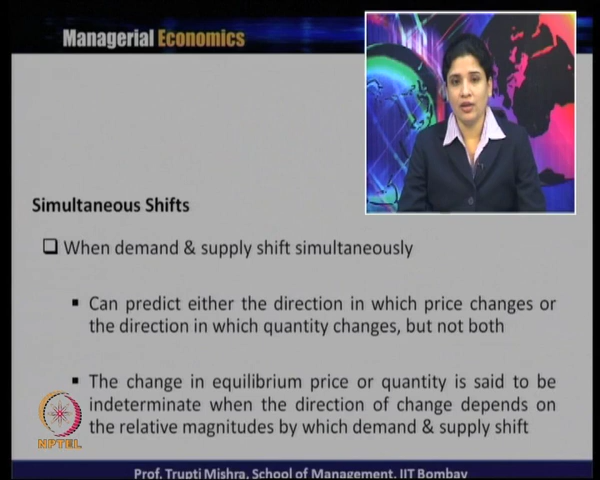 Managerial Economics
Simultaneous Shifts
When demand & supply shift simultaneously
Can predict either the direction in which price changes or
the direction in which quantity changes, but not both
The change in equilibrium price or quantity is said to be
indeterminate when the direction of change depends on
the relative magnitudes by which demand & supply shift
NPTEL
Prof. Trupti Mishra, School of Management, IIT Bombay